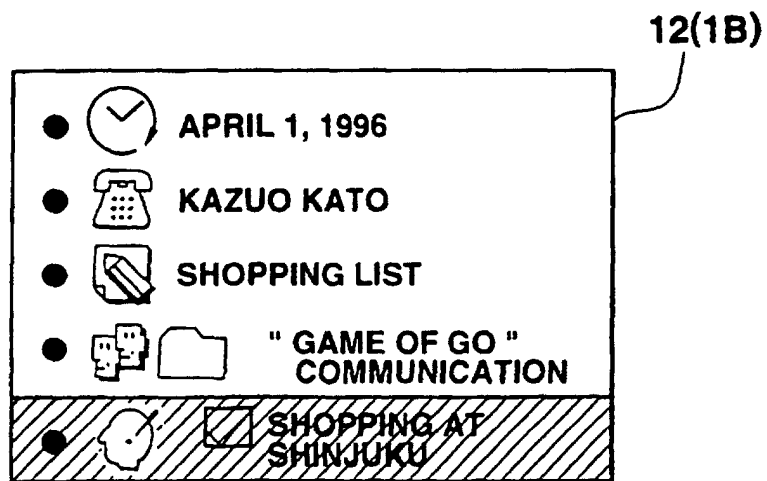 12(1B)
APRIL 1, 1996
KAZUO KATO
SHOPPING LIST
" GAME OF GO "
COMMUNICATION
SHOPPING AT
SHINJUKU